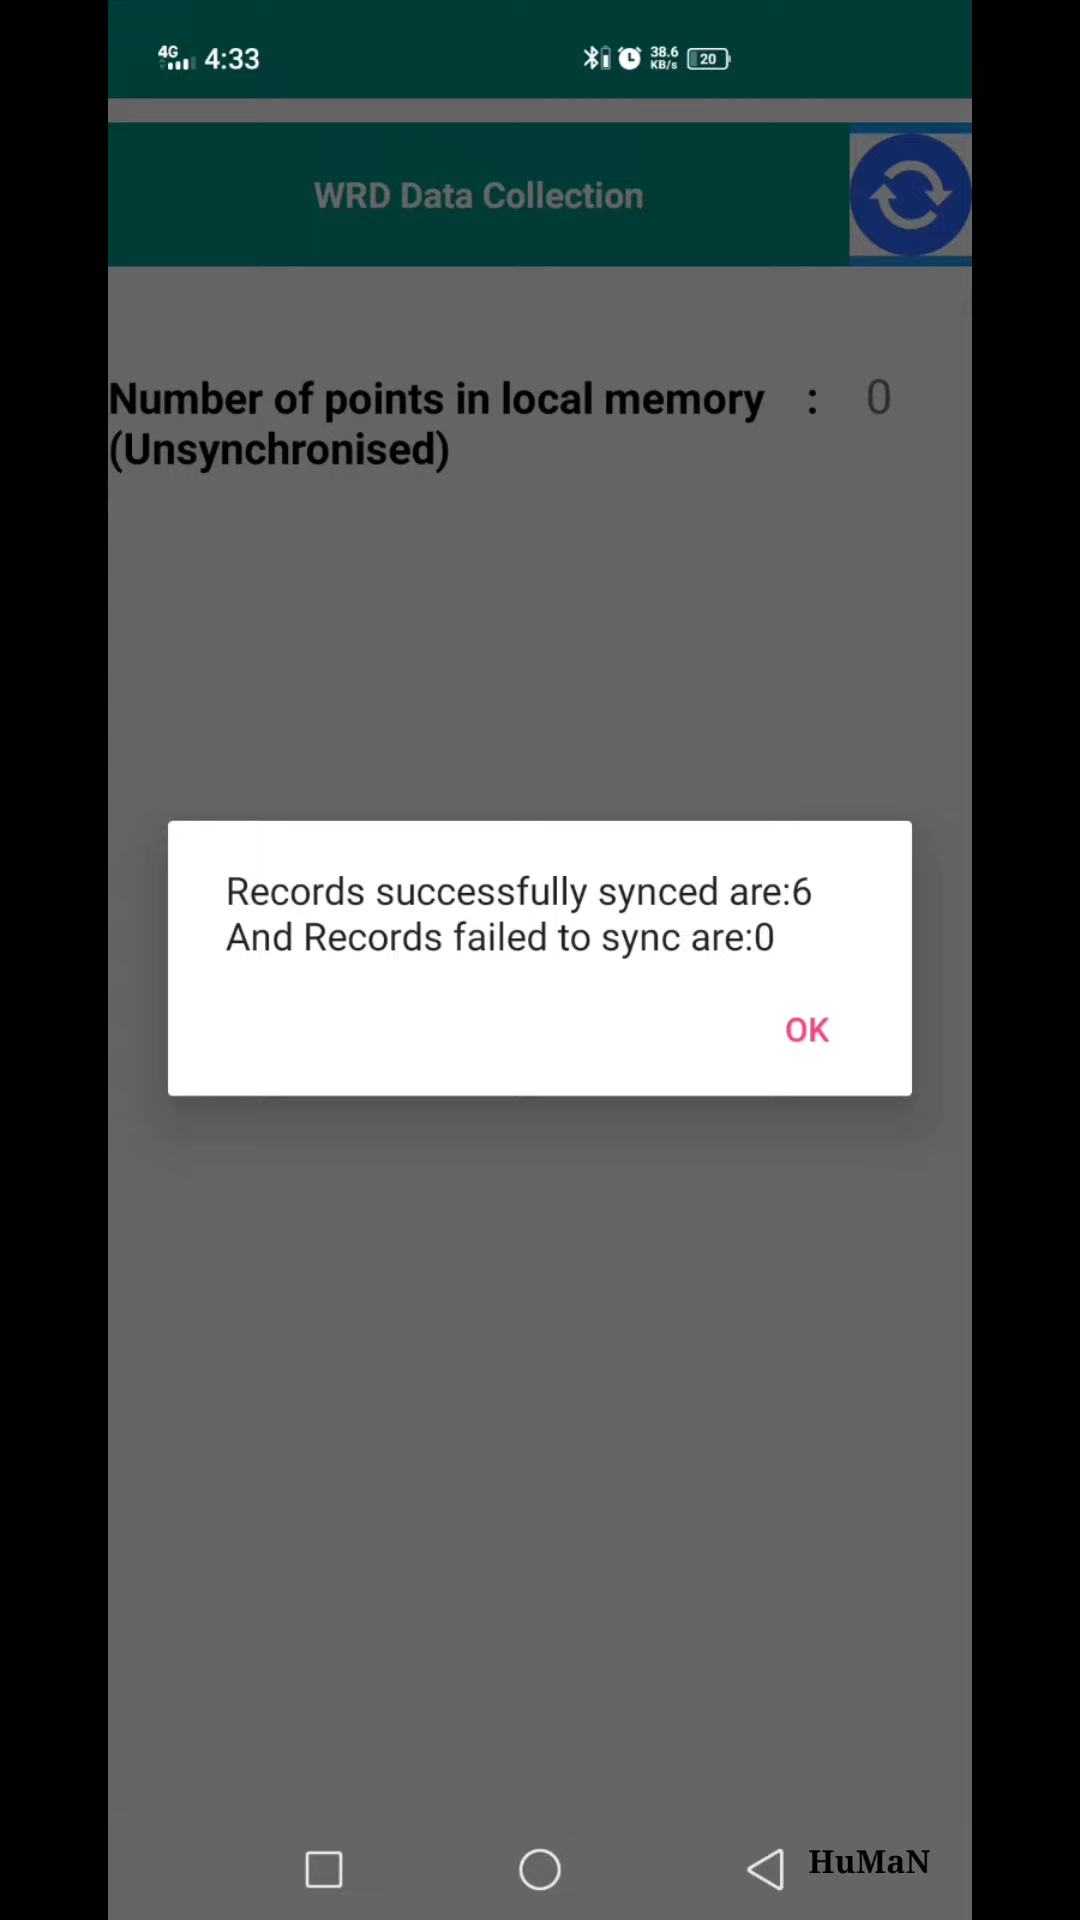 4G 4:33 38.6 KB/s 20
WRD Data Collection
Number of points in local memory : 0
(Unsynchronised)
Records successfully synced are:6
And Records failed to sync are:0
OK
HuMaN